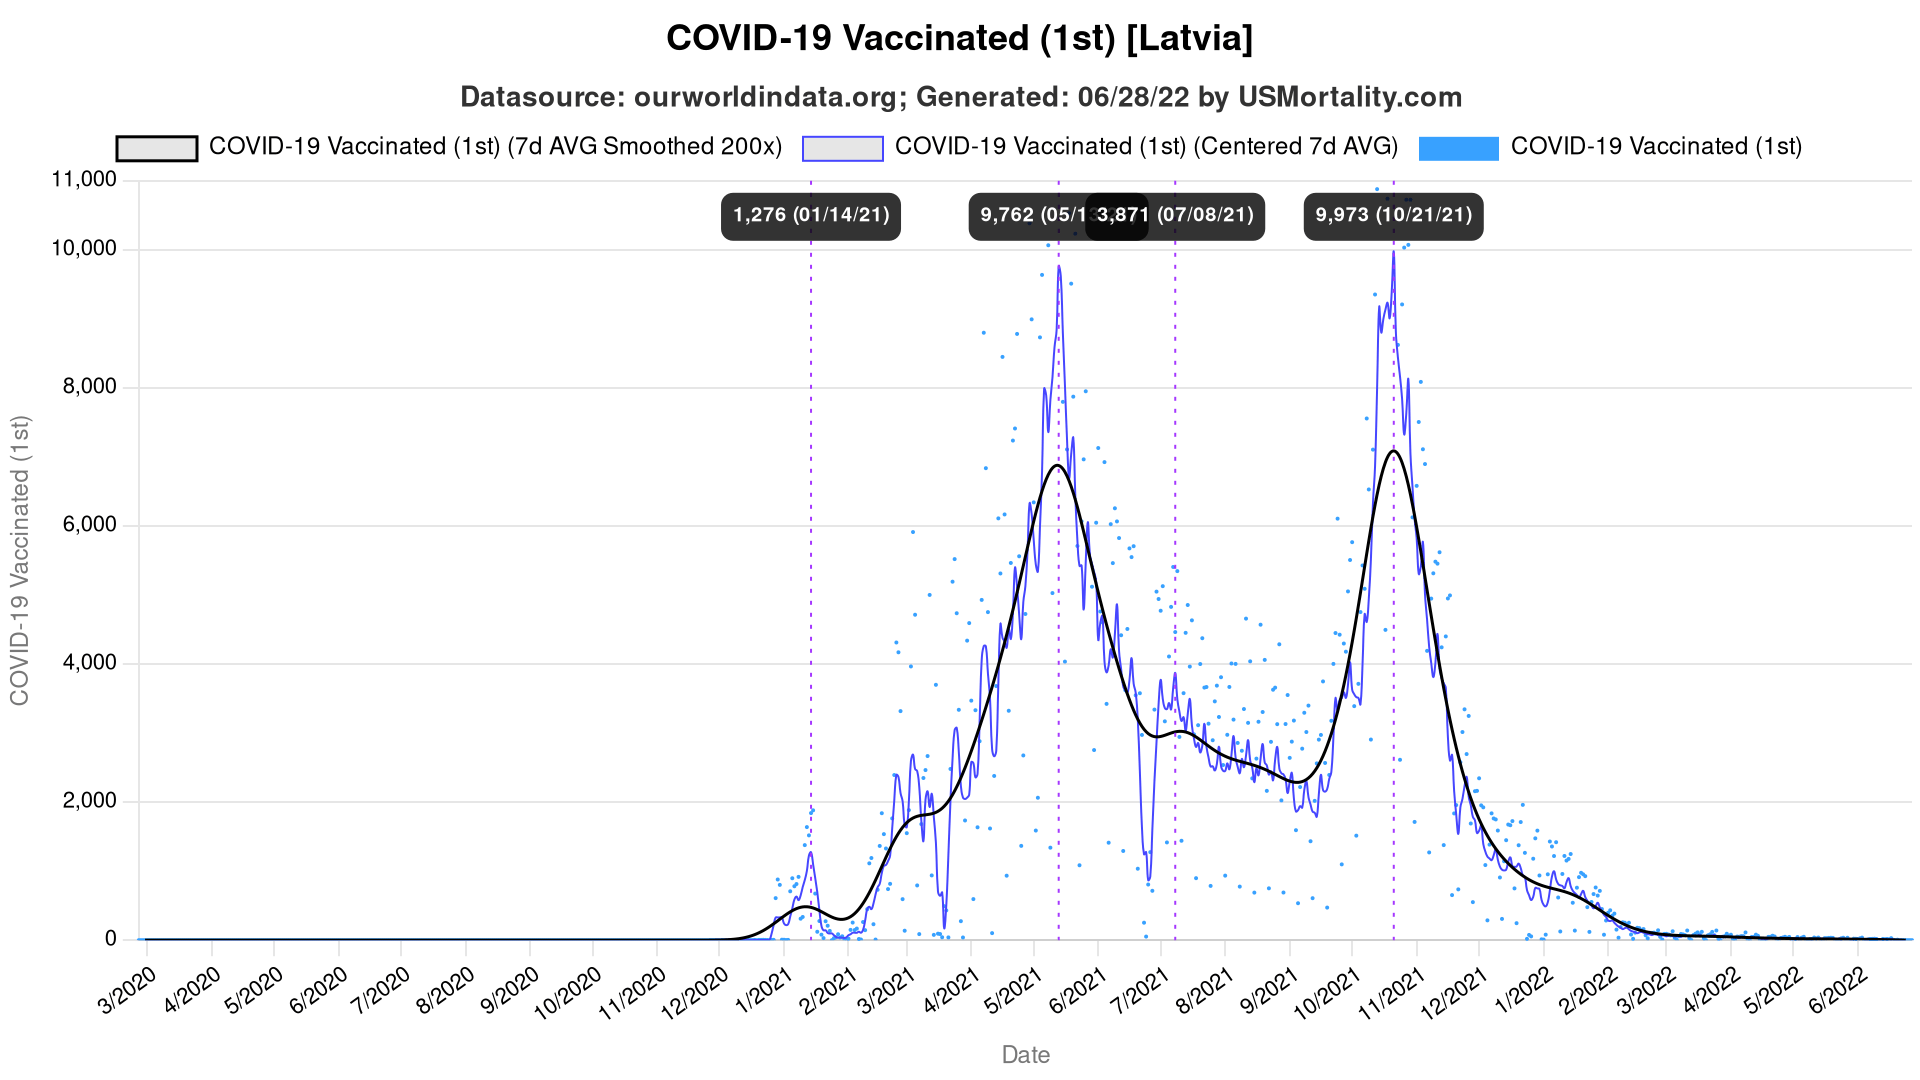 COVID-19 Vaccinated (1st) [Latvia]
Datasource: ourworldindata.org; Generated: 06/28/22 by USMortality.com
COVID-19 Vaccinated (1st) (7d AVG Smoothed 200x) COVID-19 Vaccinated (1st) (Centered 7d AVG) COVID-19 Vaccinated (1st)
11,000
1,276 (01/14/21) 9,762 (05/1 3,871 (07/08/21) 9,973 (10/21/21)
10,000
8,000
6,000
4,000
2,000
0
COVID-19 Vaccinated (1st)
3/2020 4/2020 5/2020 6/2020 7/2020 8/2020 9/2020 10/2020 11/2020 12/2020 1/2021 2/2021 3/2021 4/2021 5/2021 6/2021 7/2021 8/2021 9/2021 10/2021 11/2021 12/2021 1/2022 2/2022 3/2022 4/2022 5/2022 6/2022
Date